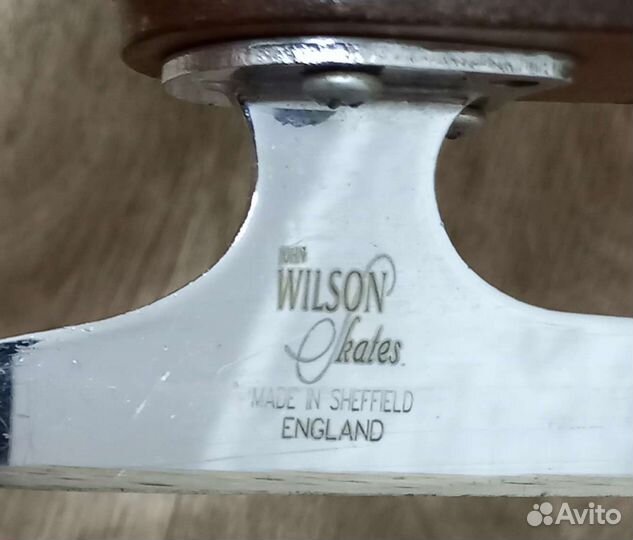 JOHN
WILSON
Skates
MADE IN SHEFFIELD
ENGLAND
Avito